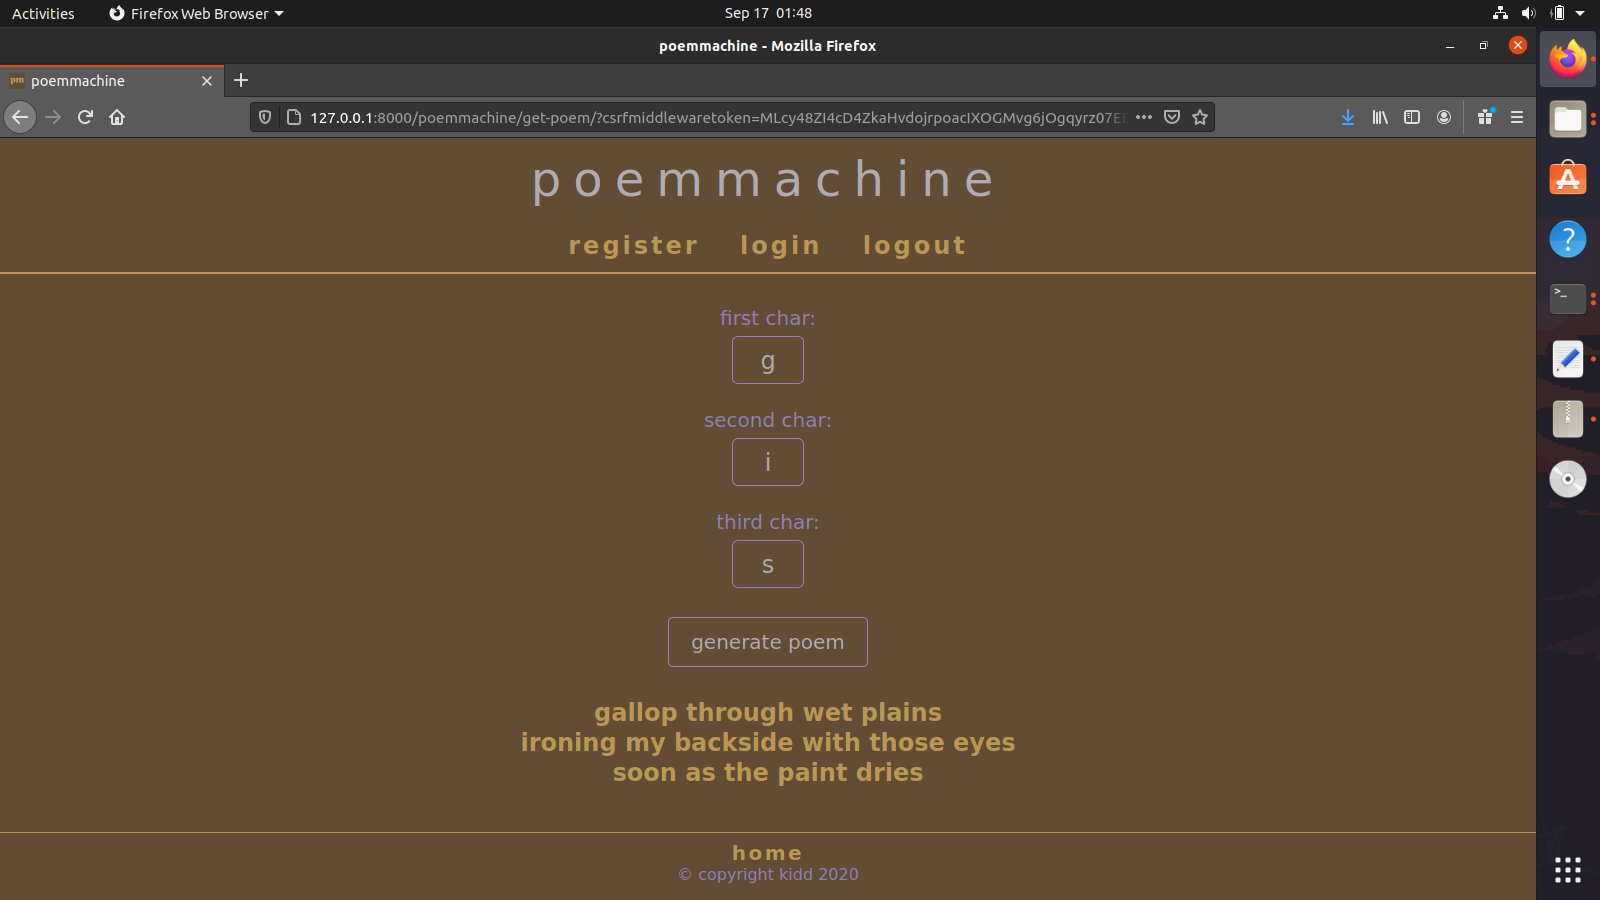 Activities Firefox Web Browser Sep 17 01:48
poemmachine - Mozilla Firefox
pm poemmachine
127.0.0.1:8000/poemmachine/get-poem/?csrfmiddlewaretoken=MLcy48ZI4cD4ZkaHvdojrpoacIXOGMvg6jOgqyrz07E
poemmachine
register login logout
first char:
g
second char:
i
third char:
s
generate poem
gallop through wet plains
ironing my backside with those eyes
soon as the paint dries
home
© copyright kidd 2020